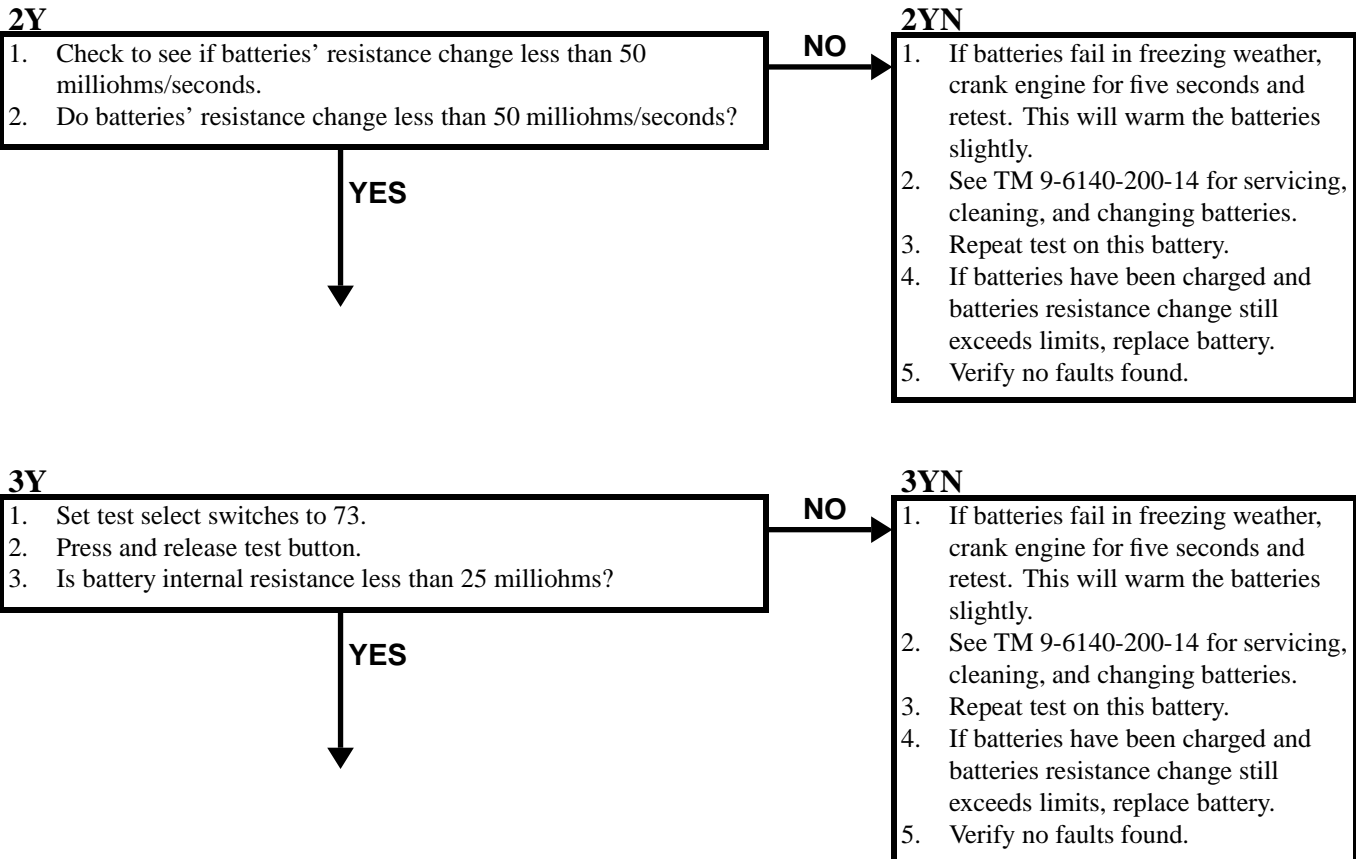 2Y
1. Check to see if batteries’ resistance change less than 50
milliohms/seconds.
2. Do batteries’ resistance change less than 50 milliohms/seconds?
NO
YES
2YN
1. If batteries fail in freezing weather,
crank engine for five seconds and
retest. This will warm the batteries
slightly.
2. See TM 9-6140-200-14 for servicing,
cleaning, and changing batteries.
3. Repeat test on this battery.
4. If batteries have been charged and
batteries resistance change still
exceeds limits, replace battery.
5. Verify no faults found.
3Y
1. Set test select switches to 73.
2. Press and release test button.
3. Is battery internal resistance less than 25 milliohms?
NO
YES
3YN
1. If batteries fail in freezing weather,
crank engine for five seconds and
retest. This will warm the batteries
slightly.
2. See TM 9-6140-200-14 for servicing,
cleaning, and changing batteries.
3. Repeat test on this battery.
4. If batteries have been charged and
batteries resistance change still
exceeds limits, replace battery.
5. Verify no faults found.